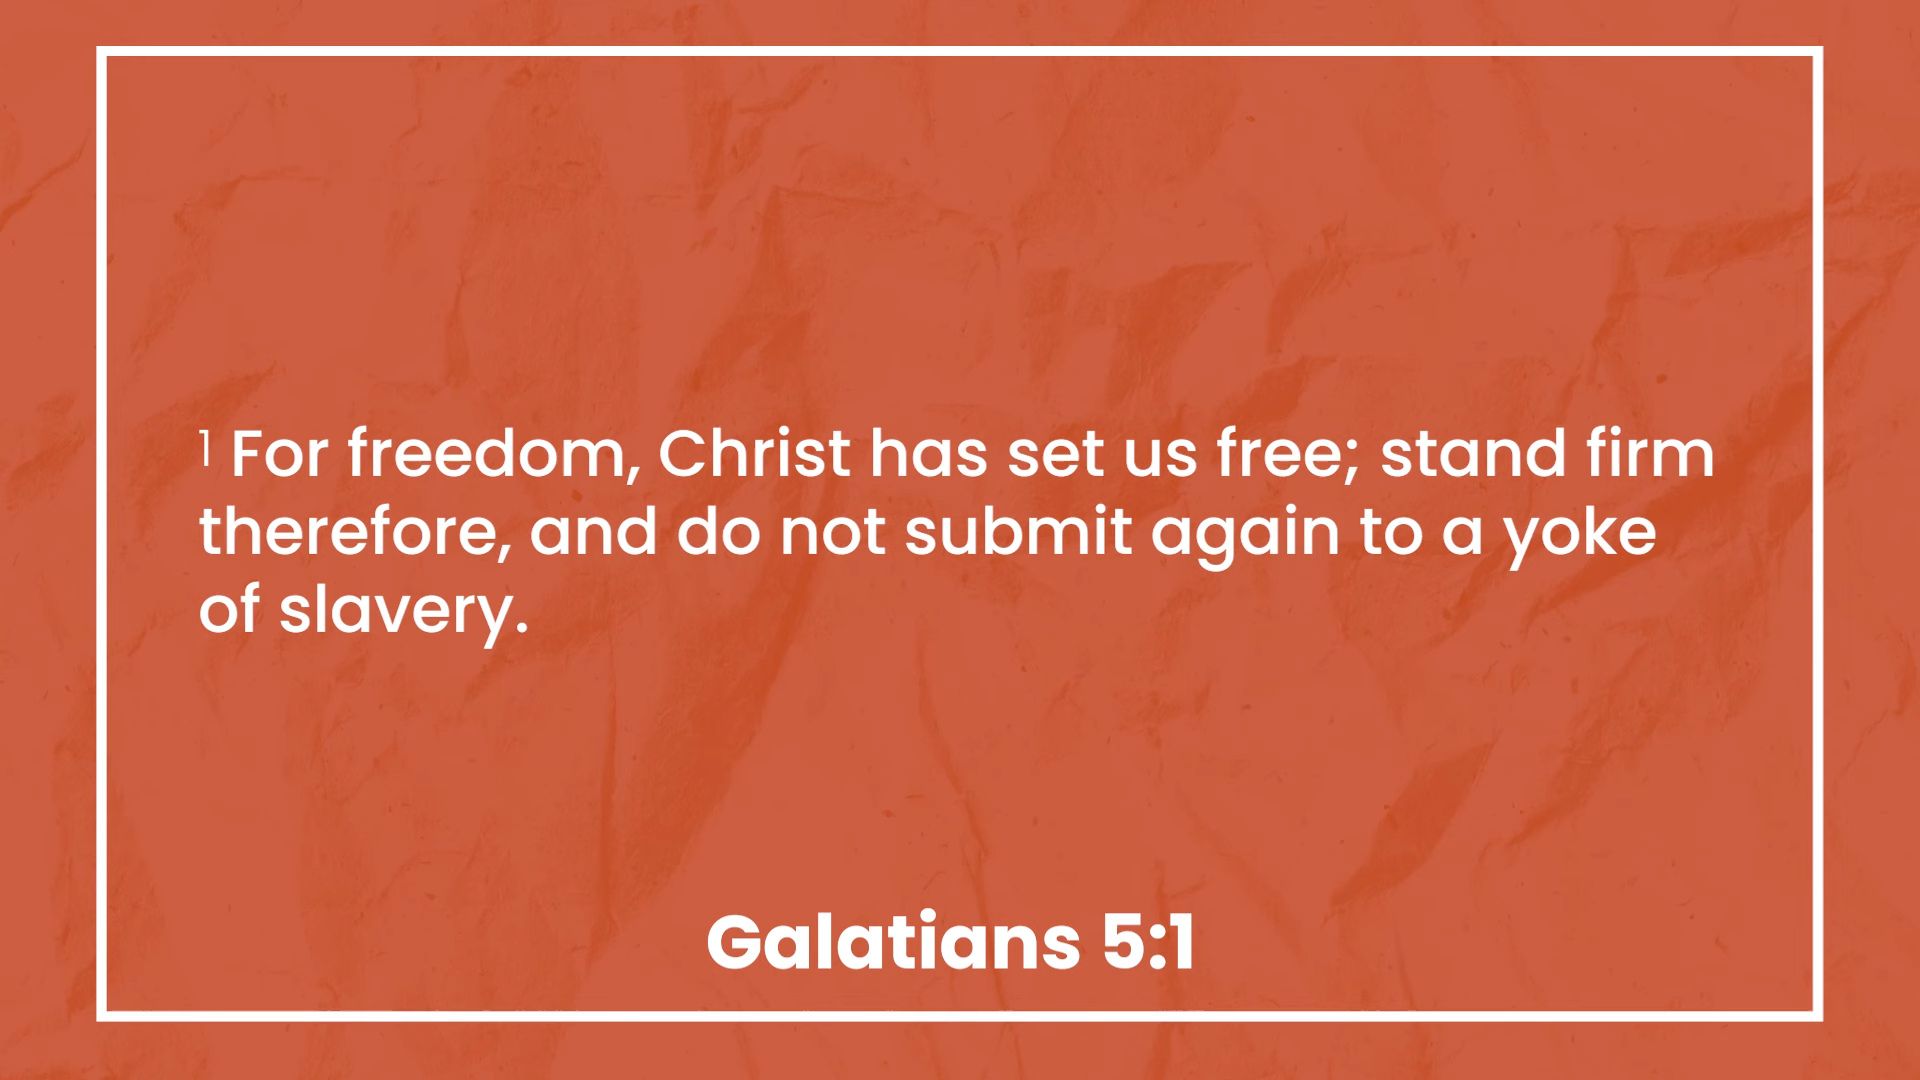 1 For freedom, Christ has set us free; stand firm
therefore, and do not submit again to a yoke
of slavery.
Galatians 5:1